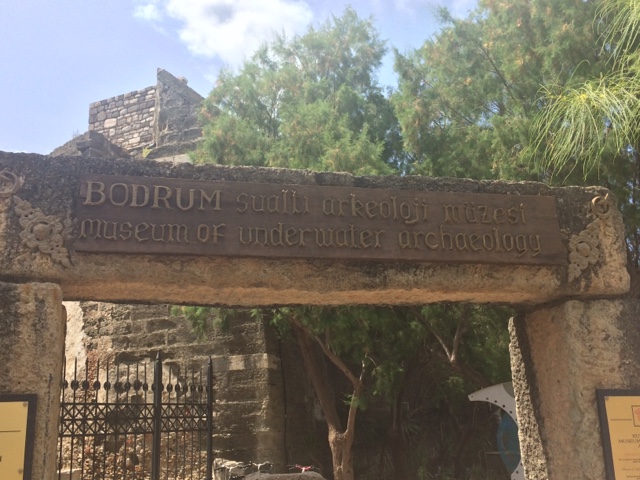 BODRUM sualtı arkeoloji müzesi
museum of underwater archaeology